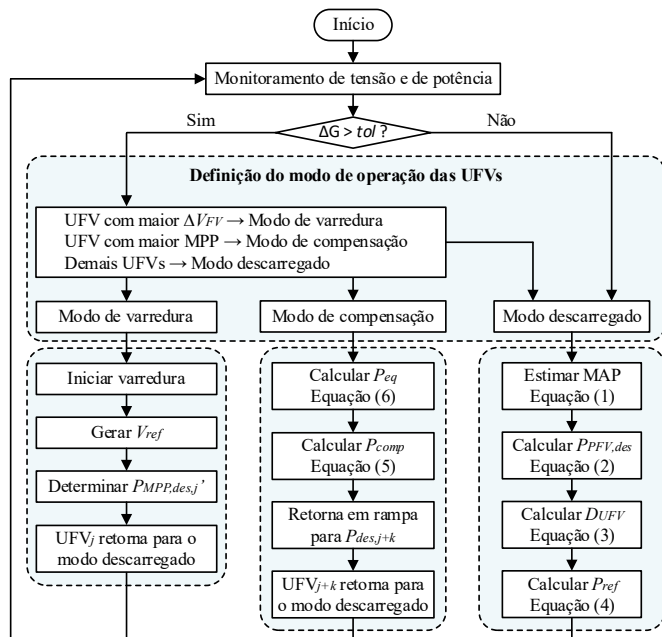 Início
Monitoramento de tensão e de potência
Sim
ΔG > tol ?
Não
Definição do modo de operação das UFVs
UFV com maior ΔVFV → Modo de varredura
UFV com maior MPP → Modo de compensação
Demais UFVs → Modo descarregado
Modo de varredura
Modo de compensação
Modo descarregado
Iniciar varredura
Gerar Vref
Determinar PMPP,des,j’
UFVj retorna para o
modo descarregado
Calcular Peq
Equação (6)
Calcular Pcomp
Equação (5)
Retorna em rampa
para Pdes,j+k
UFVj+k retorna para
o modo descarregado
Estimar MAP
Equação (1)
Calcular PPFV,des
Equação (2)
Calcular DUFV
Equação (3)
Calcular Pref
Equação (4)